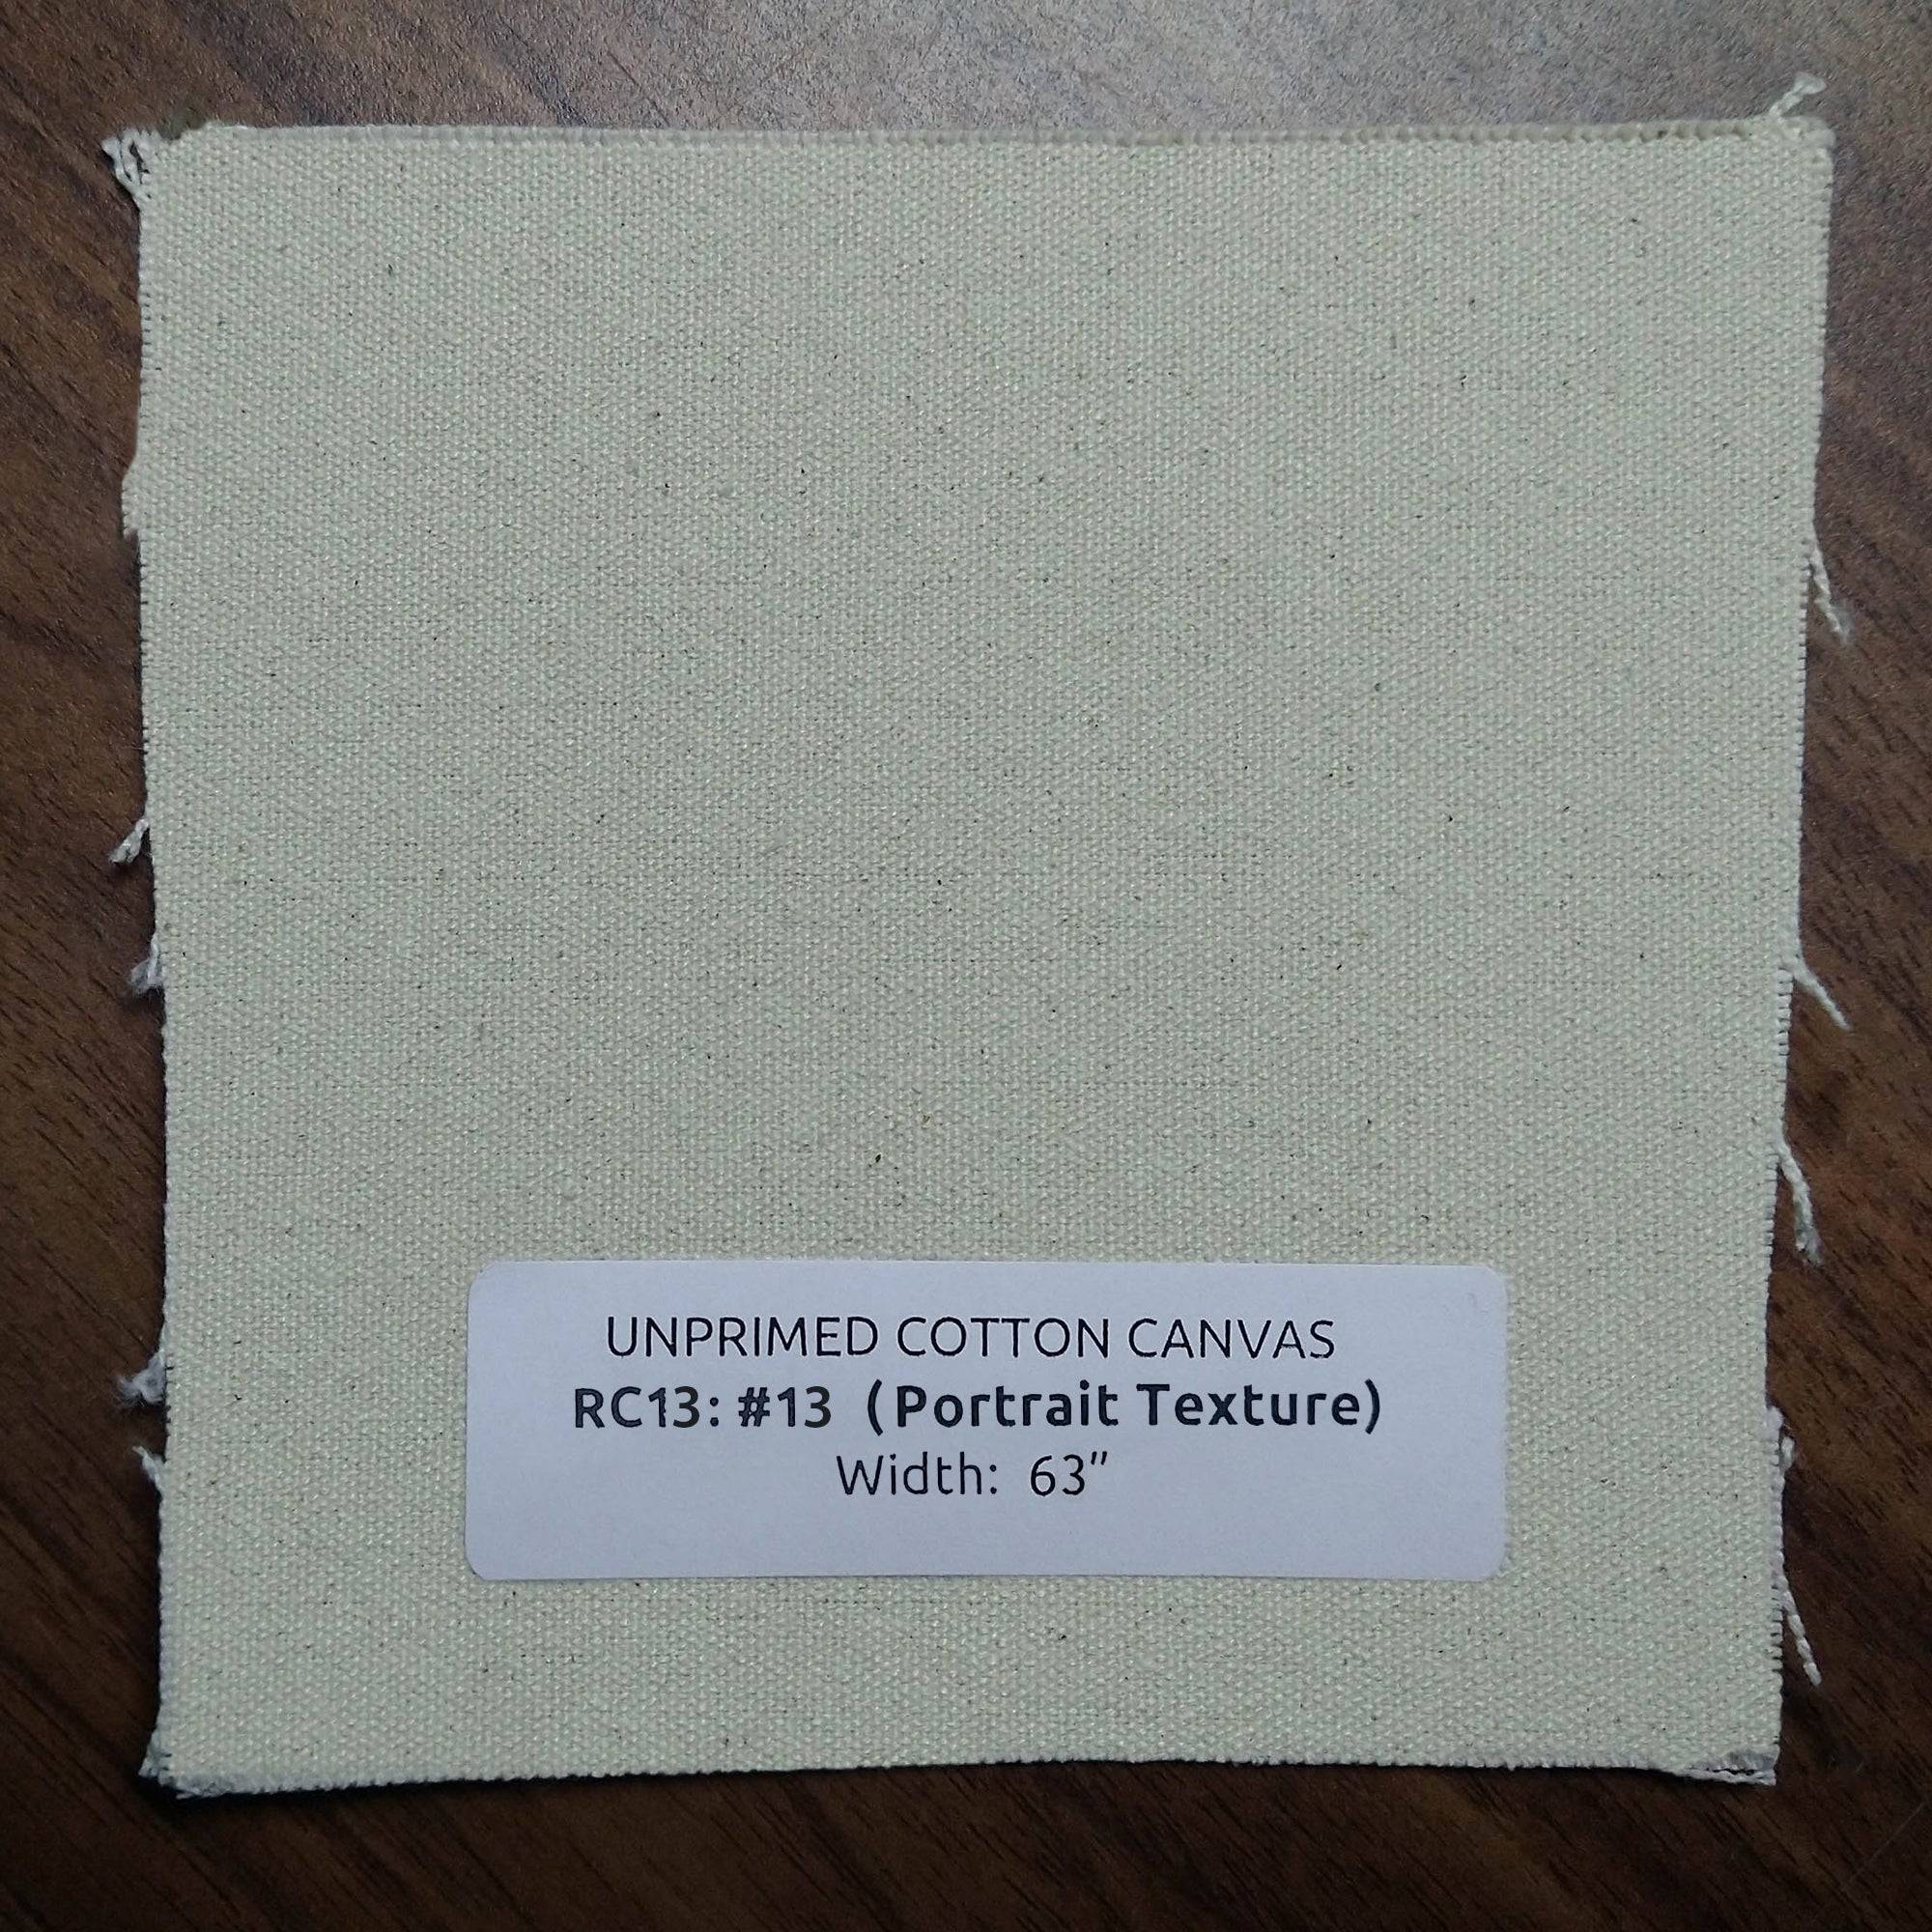 UNPRIMED COTTON CANVAS
RC13: #13 (Portrait Texture)
Width: 63"